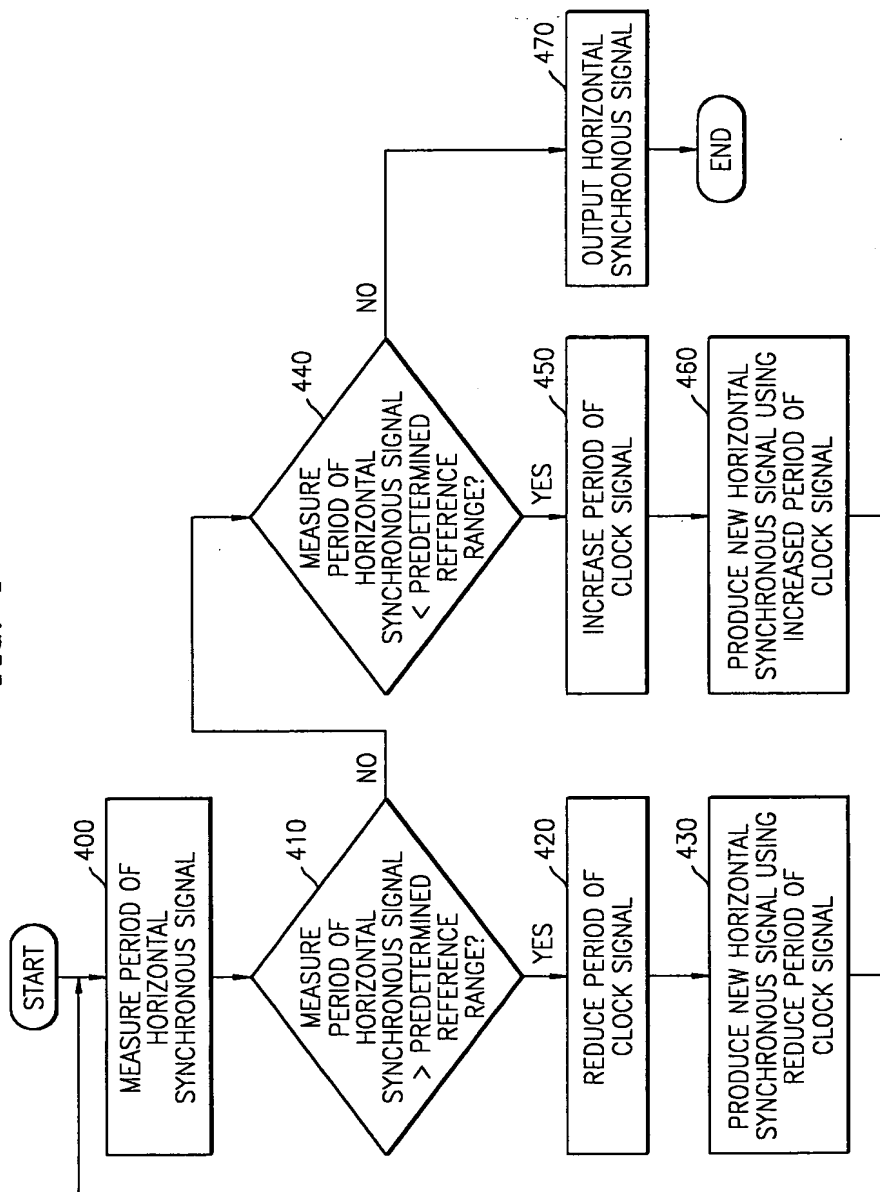 START
400
MEASURE PERIOD OF
HORIZONTAL
SYNCHRONOUS SIGNAL
410
MEASURE
PERIOD OF
HORIZONTAL
SYNCHRONOUS SIGNAL
> PREDETERMINED
REFERENCE
RANGE?
NO
YES
420
REDUCE PERIOD OF
CLOCK SIGNAL
430
PRODUCE NEW HORIZONTAL
SYNCHRONOUS SIGNAL USING
REDUCE PERIOD OF
CLOCK SIGNAL
440
MEASURE
PERIOD OF
HORIZONTAL
SYNCHRONOUS SIGNAL
< PREDETERMINED
REFERENCE
RANGE?
NO
YES
450
INCREASE PERIOD OF
CLOCK SIGNAL
460
PRODUCE NEW HORIZONTAL
SYNCHRONOUS SIGNAL USING
INCREASED PERIOD OF
CLOCK SIGNAL
470
OUTPUT HORIZONTAL
SYNCHRONOUS SIGNAL
END